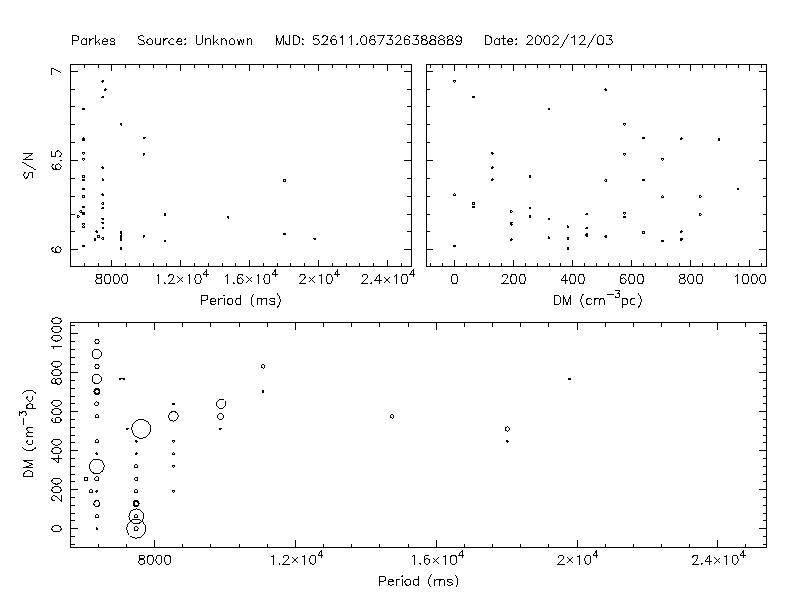 Parkes Source: Unknown MJD: 52611.067326388889 Date: 2002/12/03
7
6.5
6
S/N
8000 1.2×10⁴ 1.6×10⁴ 2×10⁴ 2.4×10⁴
Period (ms)
0 200 400 600 800 1000
DM (cm⁻³pc)
1000
800
600
400
200
0
DM (cm⁻³pc)
8000 1.2×10⁴ 1.6×10⁴ 2×10⁴ 2.4×10⁴
Period (ms)